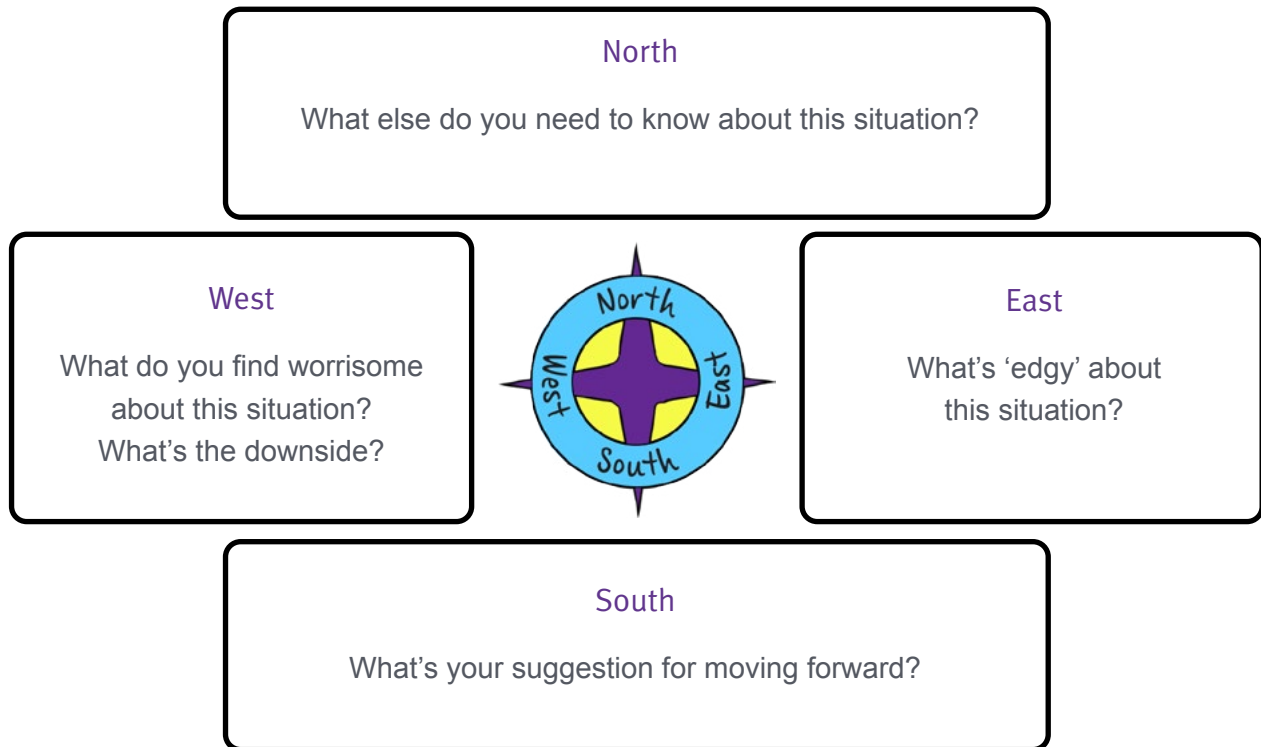 North
What else do you need to know about this situation?
West
What do you find worrisome
about this situation?
What’s the downside?
North
West
East
South
East
What’s ‘edgy’ about
this situation?
South
What’s your suggestion for moving forward?